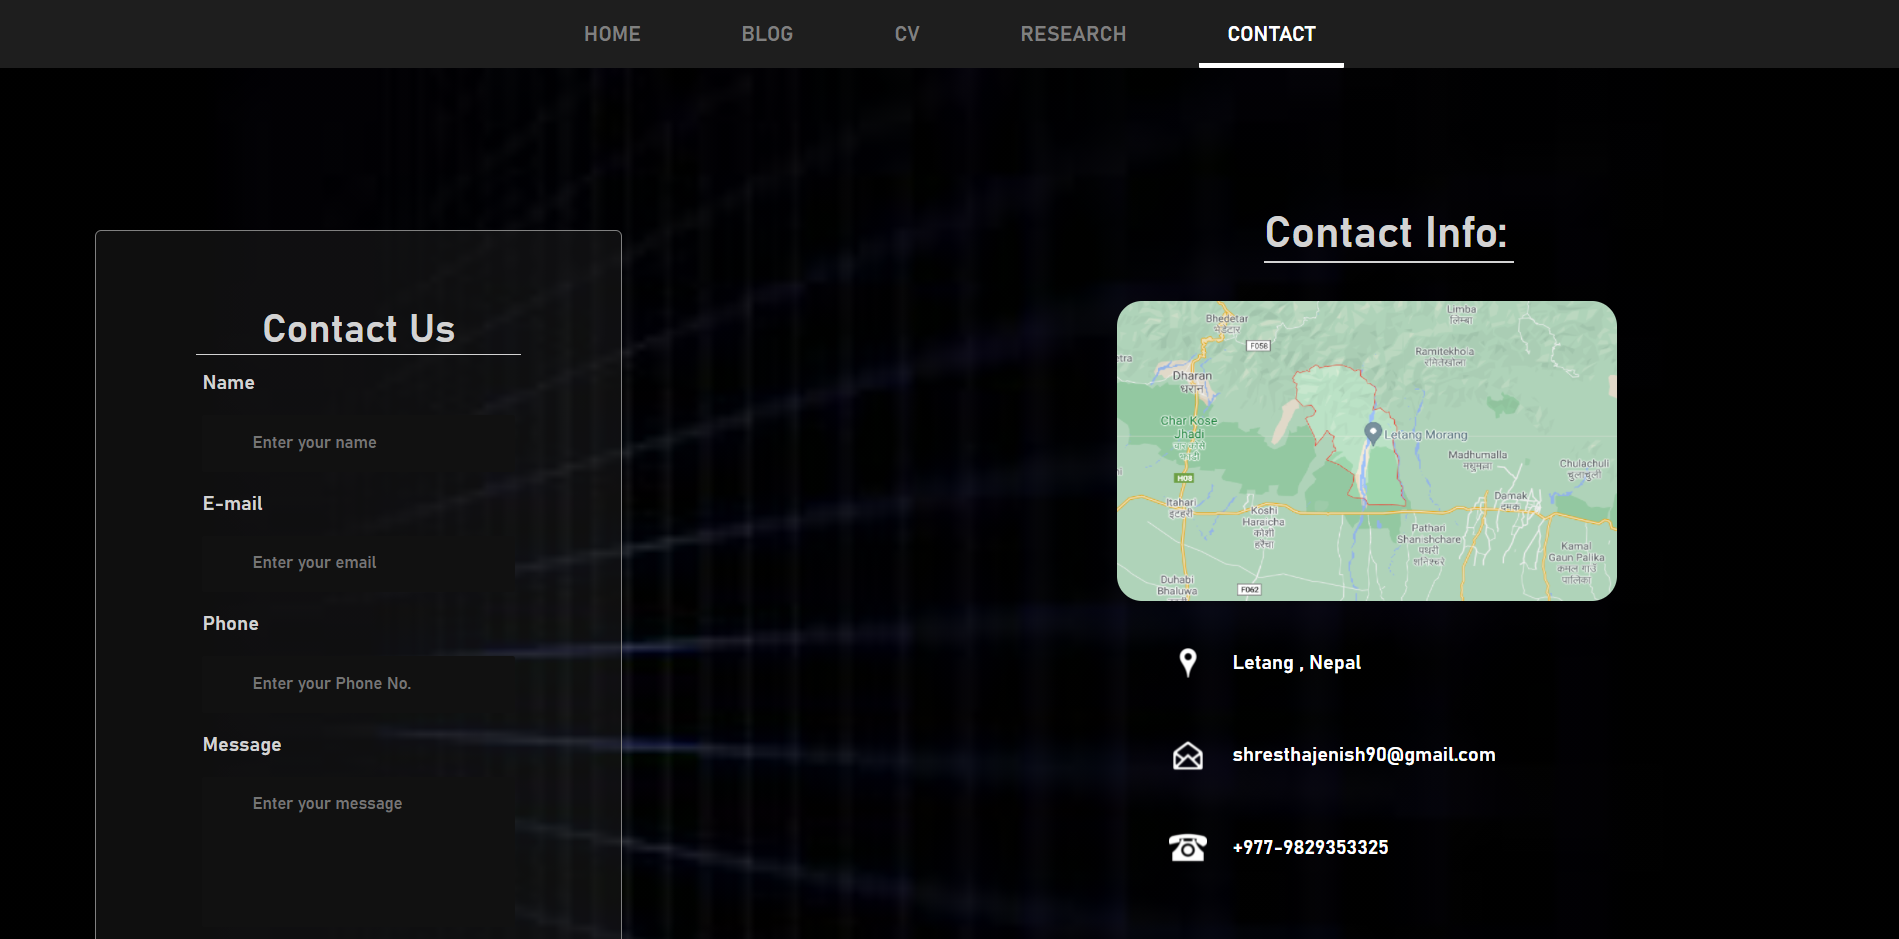 HOME BLOG CV RESEARCH CONTACT
Contact Us
Name
Enter your name
E-mail
Enter your email
Phone
Enter your Phone No.
Message
Enter your message
Contact Info:
Limba
लिम्बा
Bhedetar
भेडेटार
F056
Ramitekhola
रमितेखोला
etra
Dharan
धरान
Char Kose
Jhadi
चार कोसे
झाडी
Letang Morang
Madhumalla
मधुमल्ला
Chulachuli
चुलाचुली
H08
Itahari
इटहरी
Damak
दमक
Koshi
Haraicha
कोशी
हरैंचा
Pathari
Shanishchare
पथरी
शनिश्चरे
Kamal
Gaun Palika
कमल गाउँ
पालिका
Duhabi
Bhaluwa
F062
Letang , Nepal
shresthajenish90@gmail.com
+977-9829353325